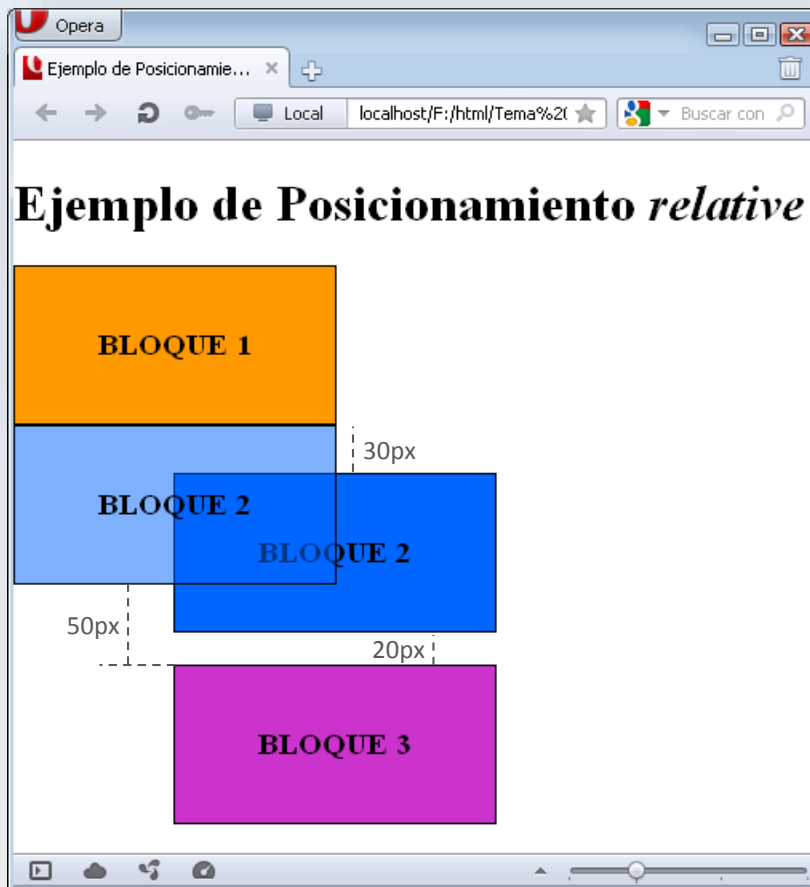 Opera
Ejemplo de Posicionamie...
Local
localhost/F:/html/Tema%2(
Buscar con
Ejemplo de Posicionamiento relative
BLOQUE 1
30px
BLOQUE 2
BLOQUE 2
50px
20px
BLOQUE 3